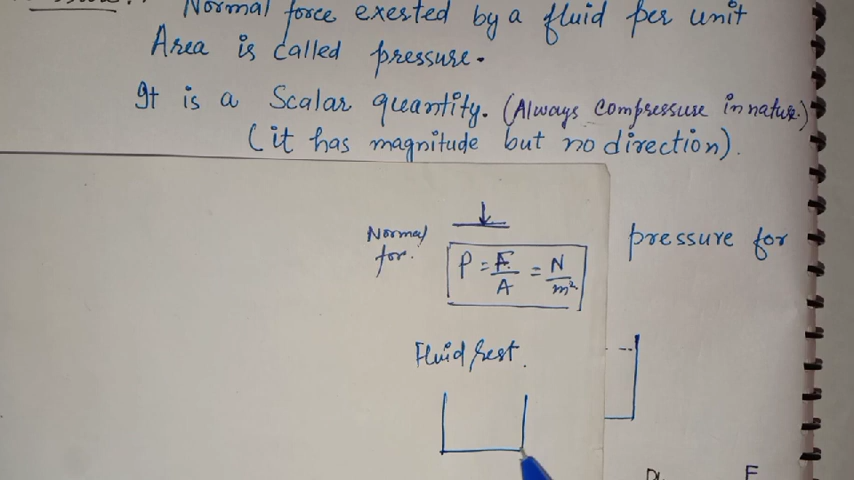 Normal force exerted by a fluid per unit
Area is called pressure.
It is a Scalar quantity. (Always compressure in nature.)
(it has magnitude but no direction).
Normal
for.
P = F/A = N/m²
pressure for
Fluid Rest.